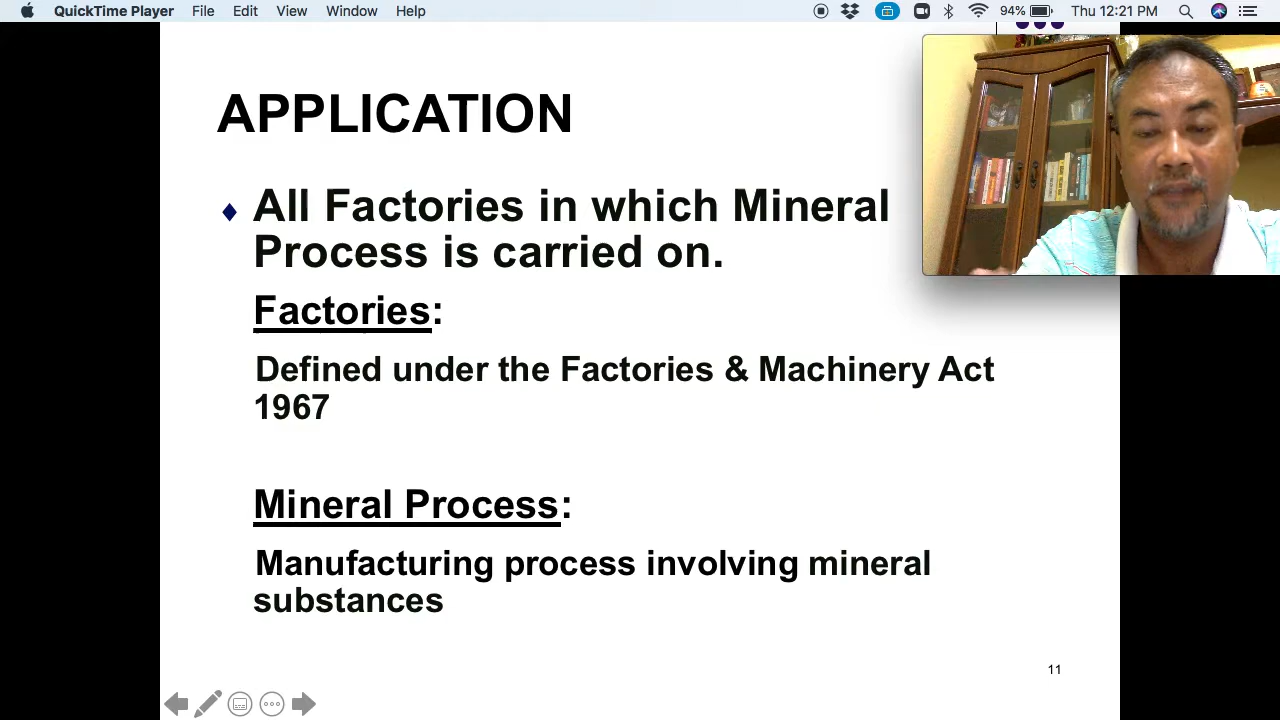 QuickTime Player File Edit View Window Help 94% Thu 12:21 PM
APPLICATION
♦ All Factories in which Mineral
Process is carried on.
Factories:
Defined under the Factories & Machinery Act
1967
Mineral Process:
Manufacturing process involving mineral
substances
11